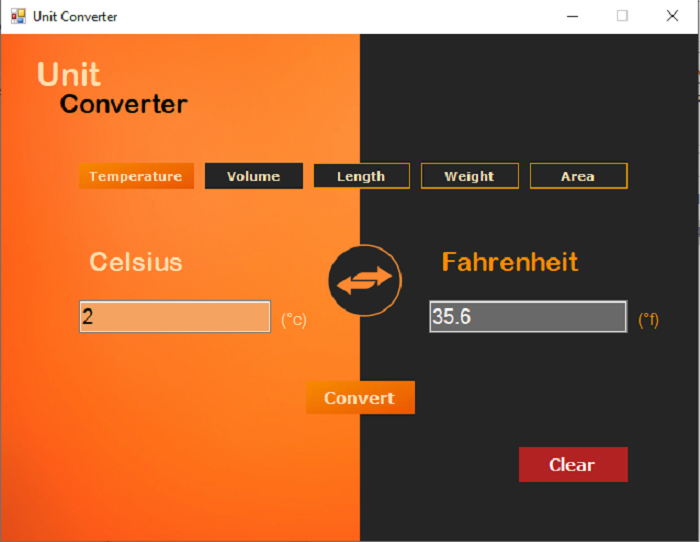 Unit Converter
Unit
Converter
Temperature Volume Length Weight Area
Celsius Fahrenheit
2 (°c) 35.6 (°f)
Convert
Clear